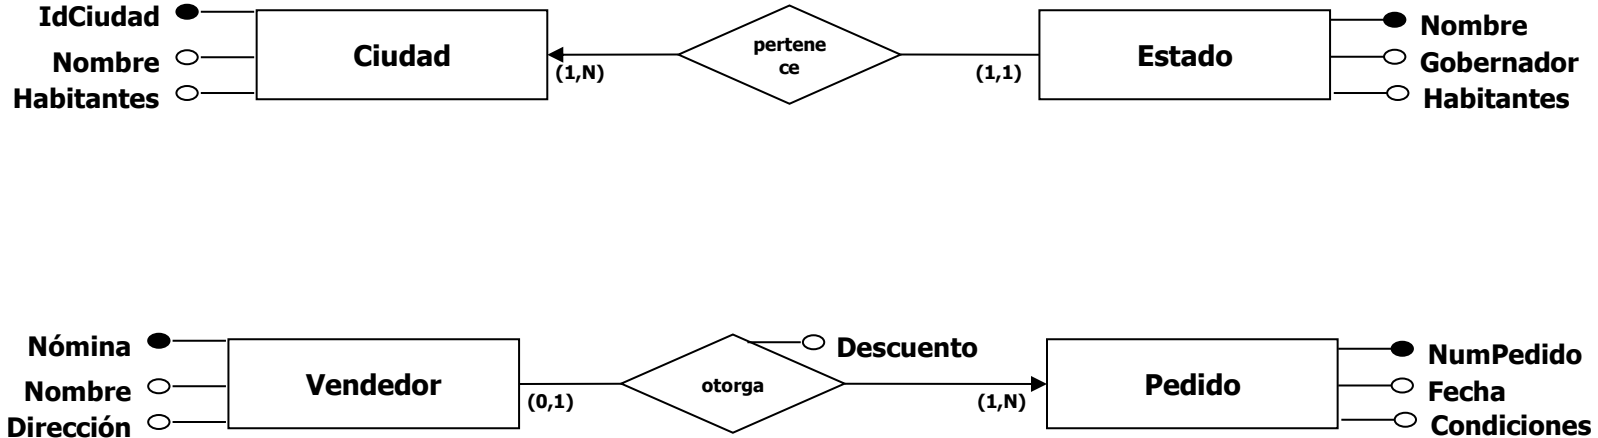 IdCiudad
Nombre
Habitantes
Ciudad
(1,N)
pertene
ce
(1,1)
Estado
Nombre
Gobernador
Habitantes
Nómina
Nombre
Dirección
Vendedor
(0,1)
otorga
Descuento
(1,N)
Pedido
NumPedido
Fecha
Condiciones